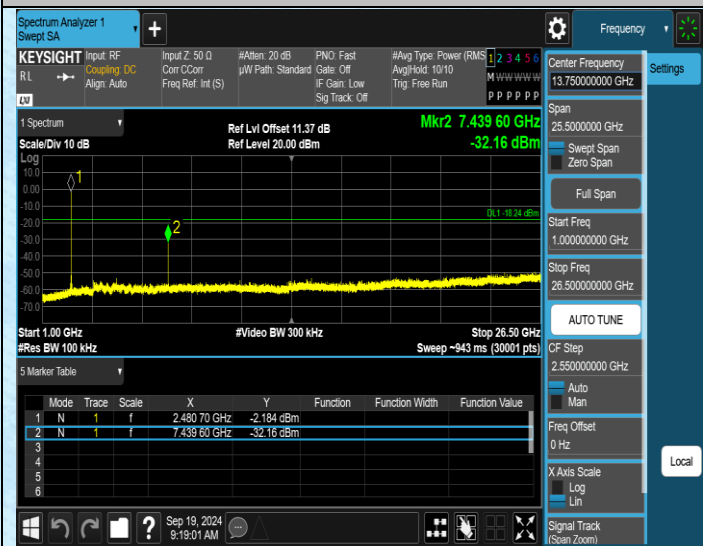 Spectrum Analyzer 1
Swept SA
+
Frequency
KEYSIGHT
RL
LXI
Input: RF
Coupling: DC
Align: Auto
Input Z: 50 Ω
Corr CCorr
Freq Ref: Int (S)
#Atten: 20 dB
µW Path: Standard
PNO: Fast
Gate: Off
IF Gain: Low
Sig Track: Off
#Avg Type: Power (RMS
Avg|Hold: 10/10
Trig: Free Run
1 2 3 4 5 6
M W W W W W
P P P P P P
1 Spectrum
Scale/Div 10 dB
Ref Lvl Offset 11.37 dB
Ref Level 20.00 dBm
Mkr2 7.439 60 GHz
-32.16 dBm
Log
10.0
0.00
-10.0
-20.0
-30.0
-40.0
-50.0
-60.0
-70.0
1
2
DL1 -18.24 dBm
Start 1.00 GHz
#Res BW 100 kHz
#Video BW 300 kHz
Stop 26.50 GHz
Sweep ~943 ms (30001 pts)
5 Marker Table
Mode Trace Scale X Y Function Function Width Function Value
1 N 1 f 2.480 70 GHz -2.184 dBm
2 N 1 f 7.439 60 GHz -32.16 dBm
3
4
5
6
Center Frequency
13.750000000 GHz
Settings
Span
25.5000000 GHz
Swept Span
Zero Span
Full Span
Start Freq
1.000000000 GHz
Stop Freq
26.500000000 GHz
AUTO TUNE
CF Step
2.550000000 GHz
Auto
Man
Freq Offset
0 Hz
X Axis Scale
Log
Lin
Signal Track
(Span Zoom)
Local
?
Sep 19, 2024
9:19:01 AM